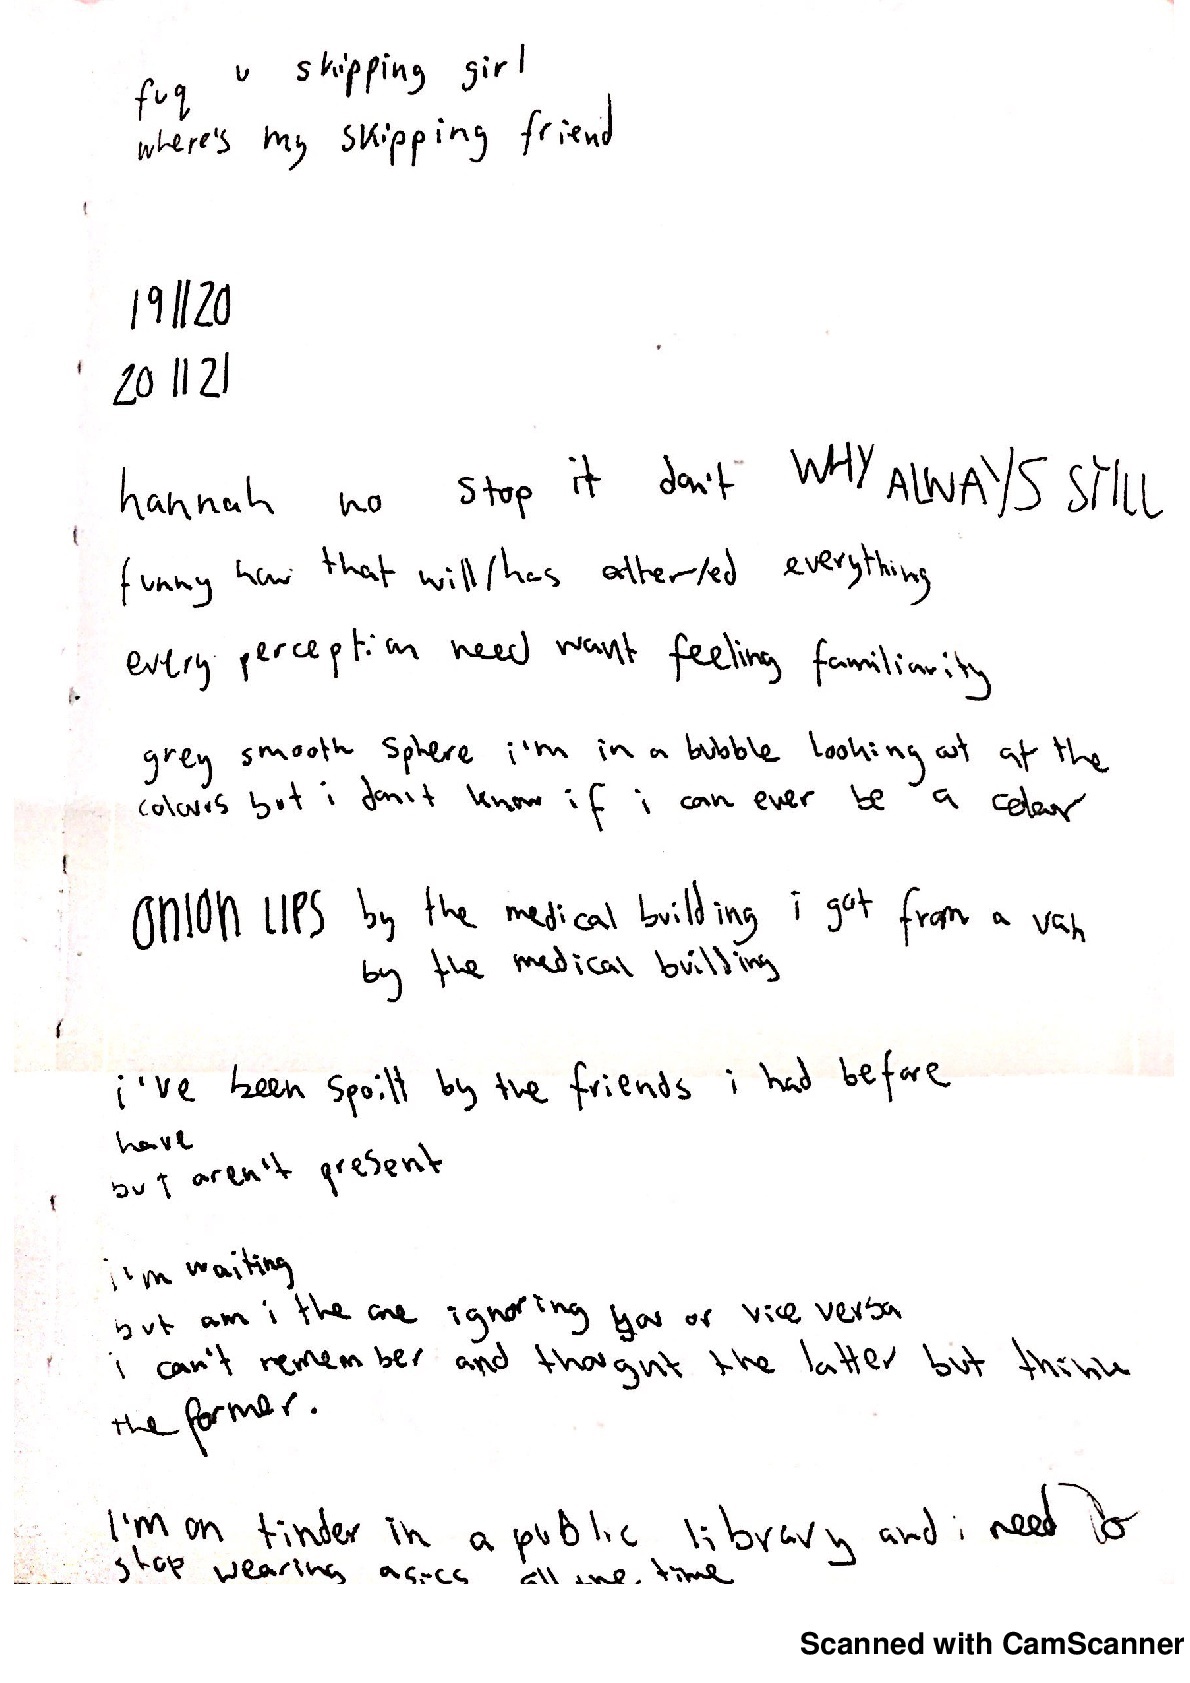 fuq u skipping girl
where's my skipping friend
19||20
20||21
hannah no stop it don't WHY ALWAYS STILL
funny how that will/has alter/ed everything
every perception need want feeling familiarity
grey smooth sphere i'm in a bubble looking out at the
colours but i don't know if i can ever be a colour
ONION LIPS by the medical building i got from a van
by the medical building
i've been spoilt by the friends i had before
have
but aren't present
i'm waiting
but am i the one ignoring you or vice versa
i can't remember and thought the latter but think
the former.
I'm on tinder in a public library and i need to
stop wearing asics all the time
Scanned with CamScanner